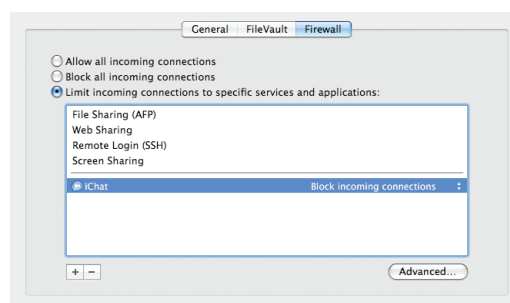 General FileVault Firewall
Allow all incoming connections
Block all incoming connections
Limit incoming connections to specific services and applications:
File Sharing (AFP)
Web Sharing
Remote Login (SSH)
Screen Sharing
iChat Block incoming connections
+ −
Advanced...